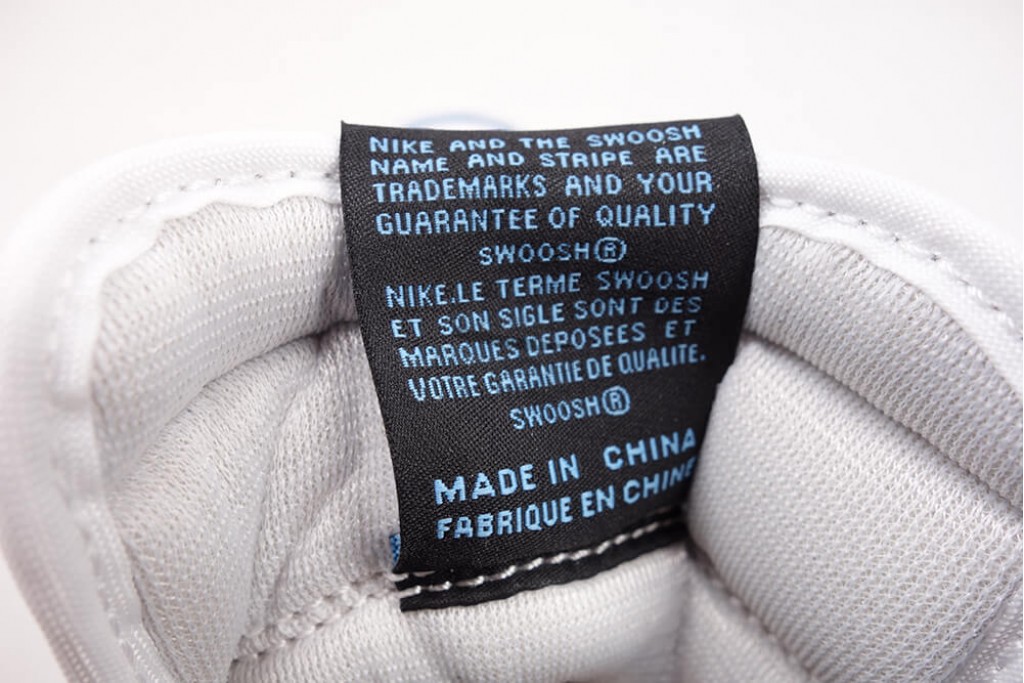 NIKE AND THE SWOOSH
NAME AND STRIPE ARE
TRADEMARKS AND YOUR
GUARANTEE OF QUALITY
SWOOSH®
NIKE.LE TERME SWOOSH
ET SON SIGLE SONT DES
MARQUES DEPOSEES ET
VOTRE GARANTIE DE QUALITE.
SWOOSH®
MADE IN CHINA
FABRIQUE EN CHINE